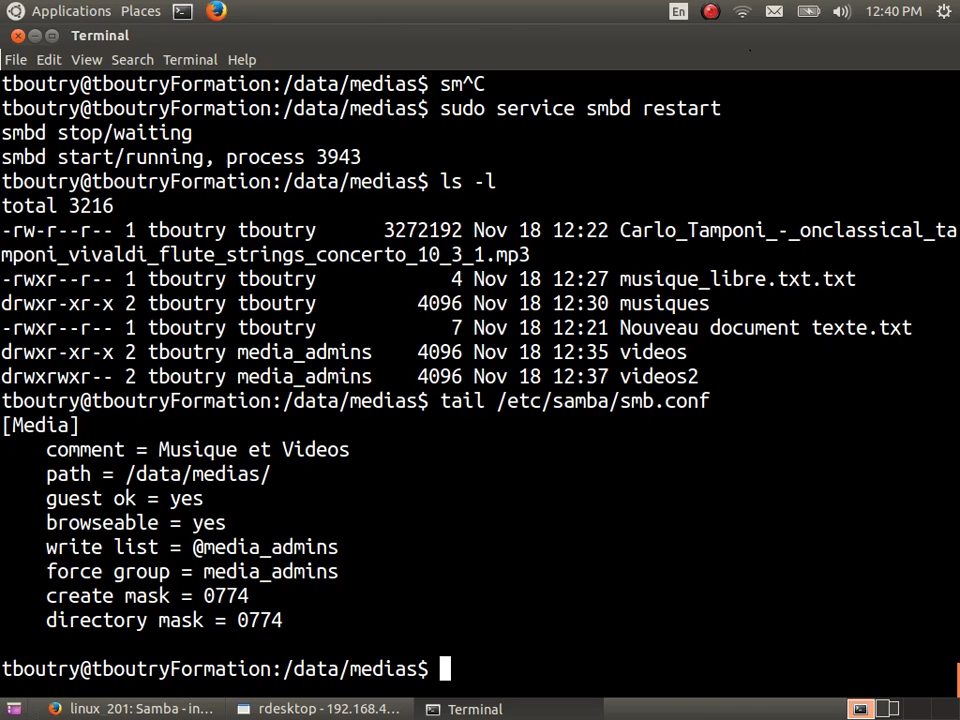 Applications Places En 12:40 PM
Terminal
File Edit View Search Terminal Help
tboutry@tboutryFormation:/data/medias$ sm^C
tboutry@tboutryFormation:/data/medias$ sudo service smbd restart
smbd stop/waiting
smbd start/running, process 3943
tboutry@tboutryFormation:/data/medias$ ls -l
total 3216
-rw-r--r-- 1 tboutry tboutry 3272192 Nov 18 12:22 Carlo_Tamponi_-_onclassical_ta
mponi_vivaldi_flute_strings_concerto_10_3_1.mp3
-rwxr--r-- 1 tboutry tboutry 4 Nov 18 12:27 musique_libre.txt.txt
drwxr-xr-x 2 tboutry tboutry 4096 Nov 18 12:30 musiques
-rwxr--r-- 1 tboutry tboutry 7 Nov 18 12:21 Nouveau document texte.txt
drwxr-xr-x 2 tboutry media_admins 4096 Nov 18 12:35 videos
drwxrwxr-- 2 tboutry media_admins 4096 Nov 18 12:37 videos2
tboutry@tboutryFormation:/data/medias$ tail /etc/samba/smb.conf
[Media]
comment = Musique et Videos
path = /data/medias/
guest ok = yes
browseable = yes
write list = @media_admins
force group = media_admins
create mask = 0774
directory mask = 0774
tboutry@tboutryFormation:/data/medias$
linux_201: Samba - in... rdesktop - 192.168.4... Terminal